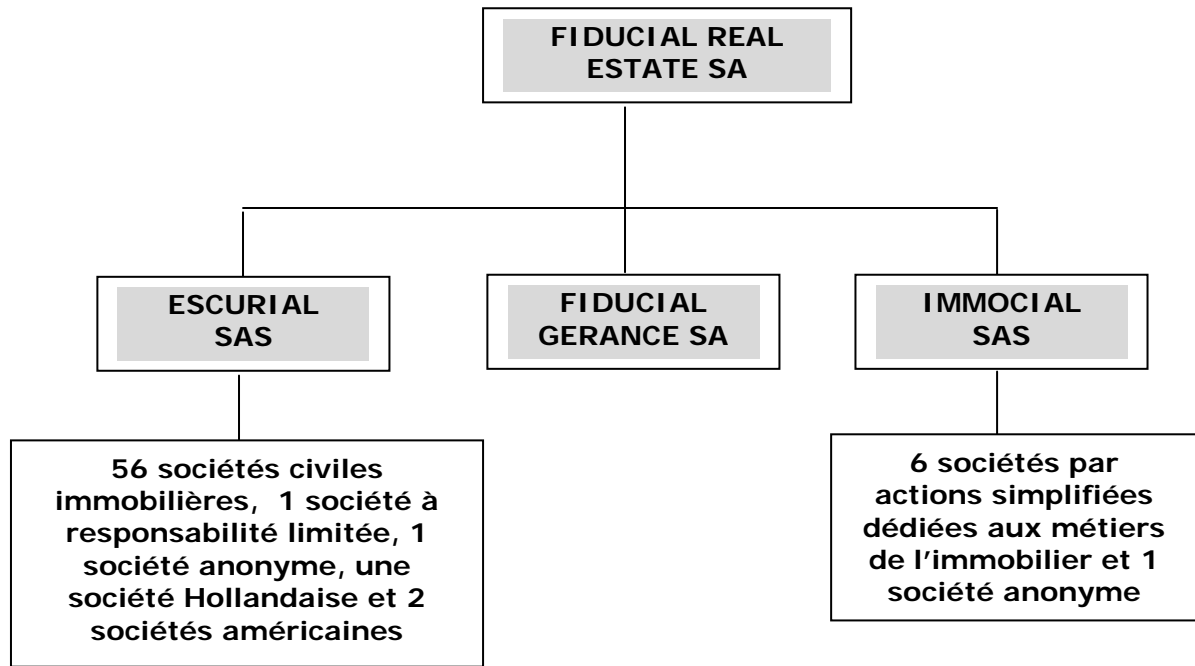 FIDUCIAL REAL
ESTATE SA
ESCURIAL
SAS
FIDUCIAL
GERANCE SA
IMMOCIAL
SAS
56 sociétés civiles
immobilières, 1 société à
responsabilité limitée, 1
société anonyme, une
société Hollandaise et 2
sociétés américaines
6 sociétés par
actions simplifiées
dédiées aux métiers
de l'immobilier et 1
société anonyme